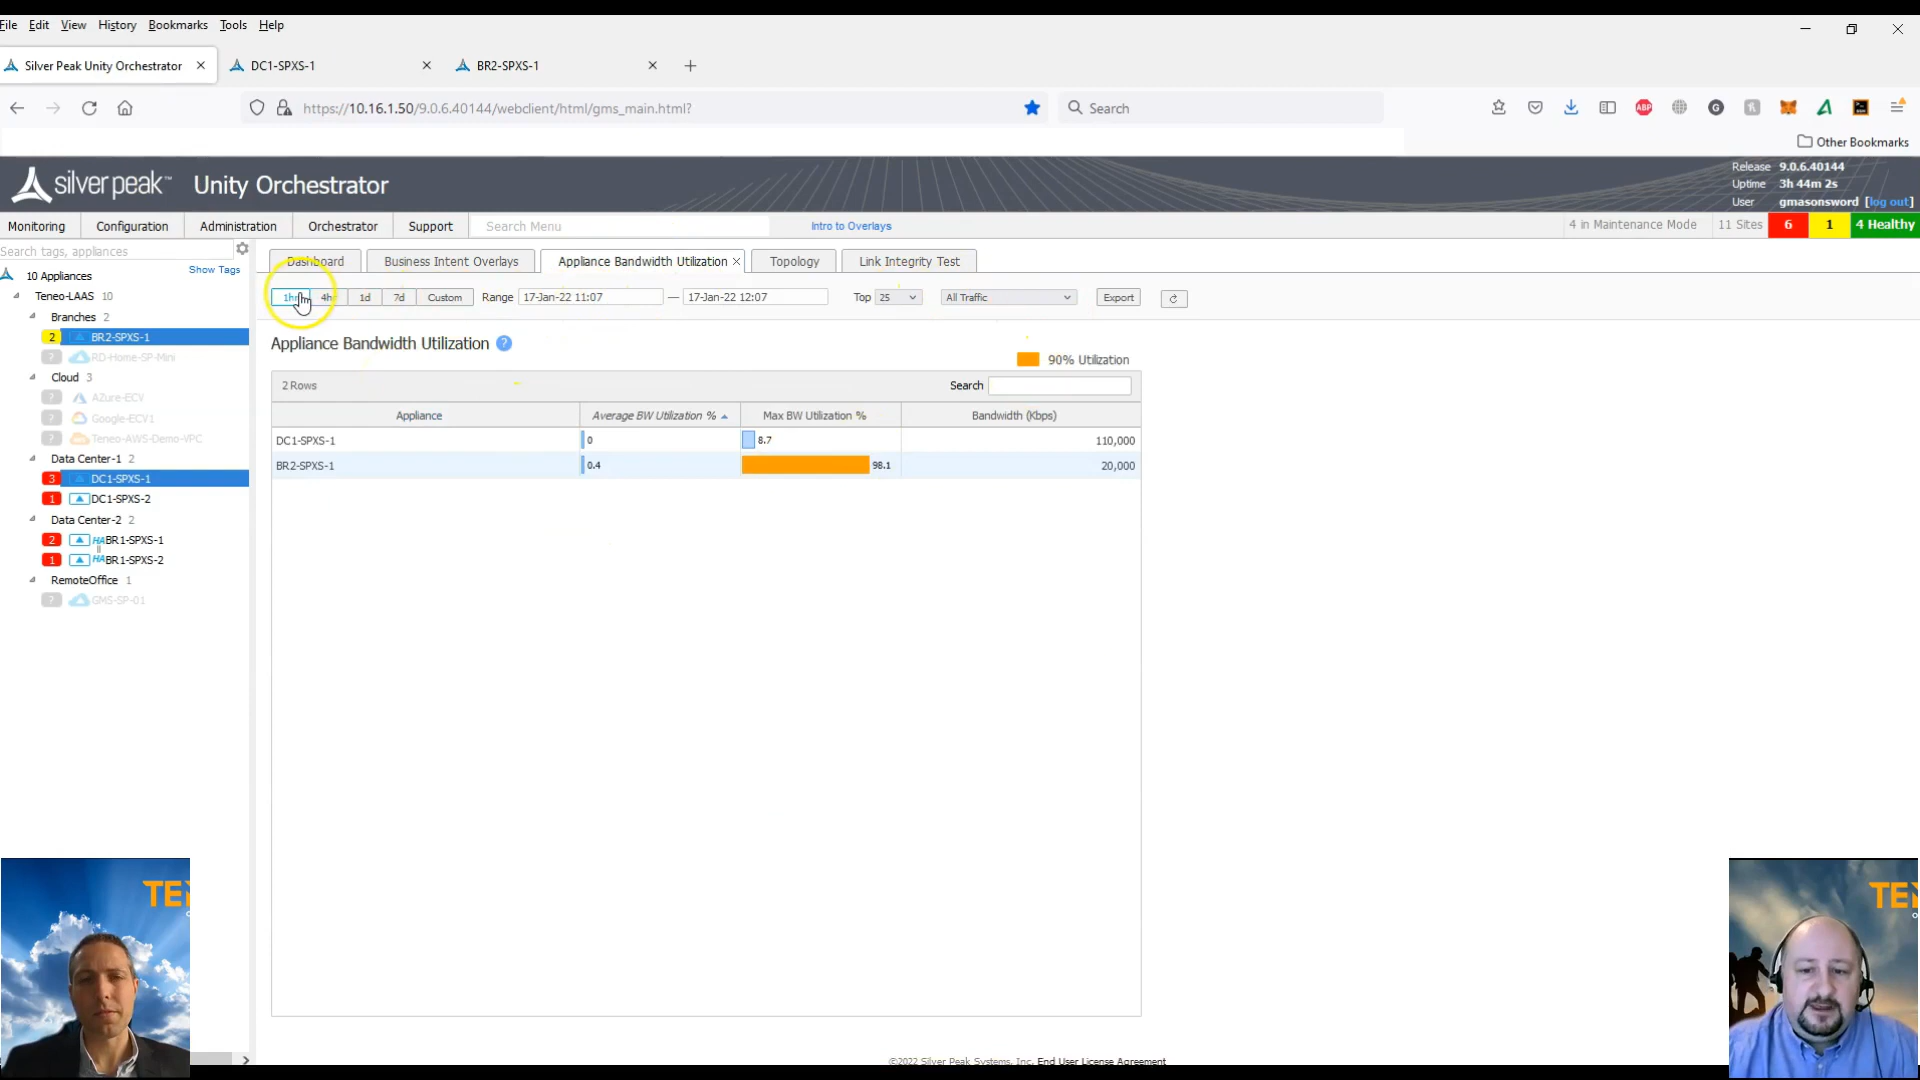 File Edit View History Bookmarks Tools Help
Silver Peak Unity Orchestrator
DC1-SPXS-1
BR2-SPXS-1
https://10.16.1.50/9.0.6.40144/webclient/html/gms_main.html?
Search
ABP
G
Other Bookmarks
silver peak™ Unity Orchestrator
Release 9.0.6.40144
Uptime 3h 44m 2s
User gmasonsword [log out]
Monitoring Configuration Administration Orchestrator Support Search Menu Intro to Overlays 4 in Maintenance Mode 11 Sites 6 1 4 Healthy
Search tags, appliances
Show Tags
10 Appliances
Teneo-LAAS 10
Branches 2
2 BR2-SPXS-1
? RD-Home-SP-Mini
Cloud 3
? AZure-ECV
? Google-ECV1
? Teneo-AWS-Demo-VPC
Data Center-1 2
3 DC1-SPXS-1
1 DC1-SPXS-2
Data Center-2 2
2 HA BR1-SPXS-1
1 HA BR1-SPXS-2
RemoteOffice 1
? GMS-SP-01
Dashboard Business Intent Overlays Appliance Bandwidth Utilization Topology Link Integrity Test
1hr 4hr 1d 7d Custom Range 17-Jan-22 11:07 — 17-Jan-22 12:07 Top 25 All Traffic Export
Appliance Bandwidth Utilization ?
90% Utilization
2 Rows Search
Appliance Average BW Utilization % Max BW Utilization % Bandwidth (Kbps)
DC1-SPXS-1 0 8.7 110,000
BR2-SPXS-1 0.4 98.1 20,000
©2022 Silver Peak Systems, Inc. End User License Agreement